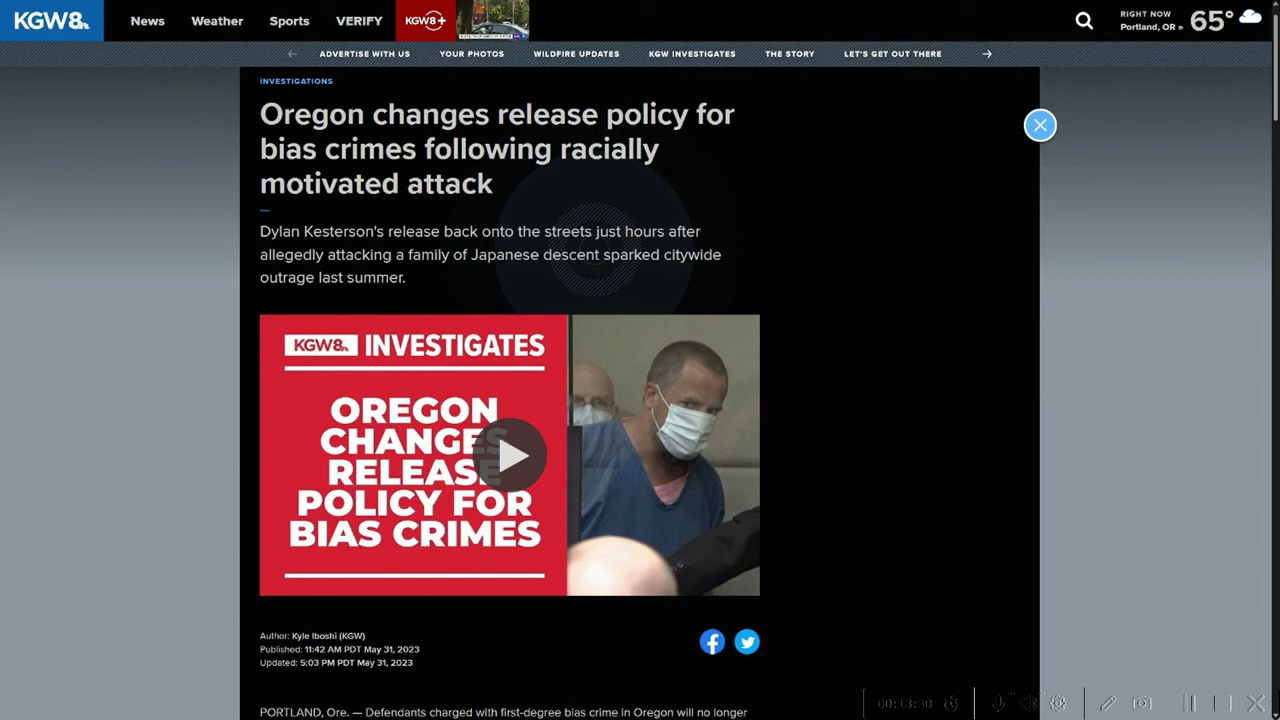 KGW8
News
Weather
Sports
VERIFY
KGW8+
RIGHT NOW
Portland, OR »
65°
ADVERTISE WITH US
YOUR PHOTOS
WILDFIRE UPDATES
KGW INVESTIGATES
THE STORY
LET'S GET OUT THERE
INVESTIGATIONS
Oregon changes release policy for
bias crimes following racially
motivated attack
Dylan Kesterson's release back onto the streets just hours after
allegedly attacking a family of Japanese descent sparked citywide
outrage last summer.
KGW8 INVESTIGATES
OREGON
CHANGES
RELEASE
POLICY FOR
BIAS CRIMES
Author: Kyle Iboshi (KGW)
Published: 11:42 AM PDT May 31, 2023
Updated: 5:03 PM PDT May 31, 2023
PORTLAND, Ore. — Defendants charged with first-degree bias crime in Oregon will no longer
00:13:30